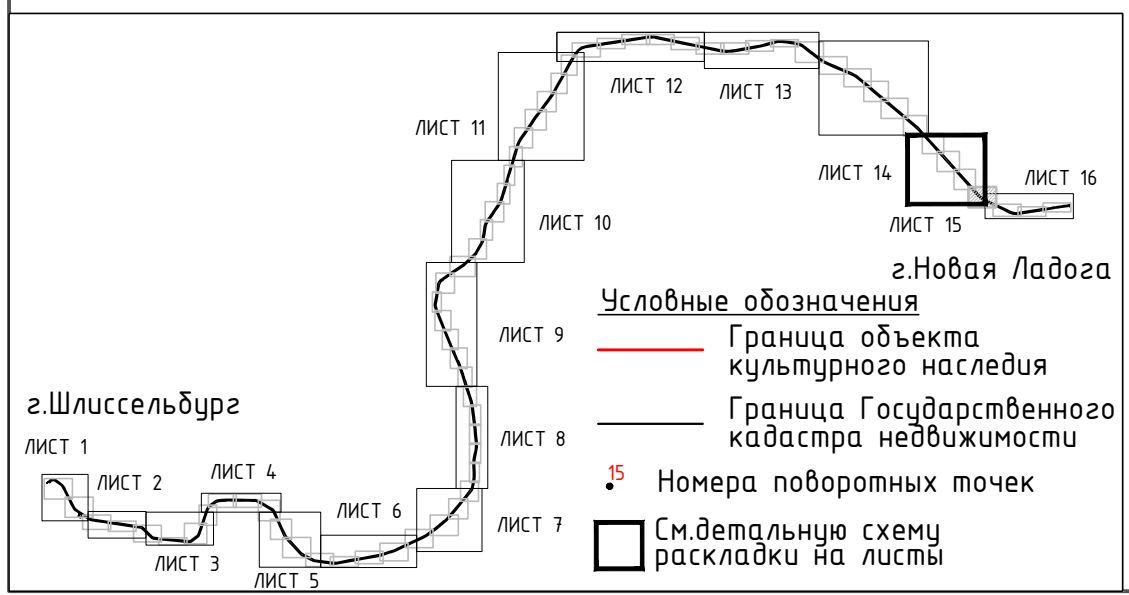 ЛИСТ 12
ЛИСТ 13
ЛИСТ 11
ЛИСТ 14
ЛИСТ 16
ЛИСТ 10
ЛИСТ 15
г.Новая Ладога
Условные обозначения
ЛИСТ 9
Граница объекта
культурного наследия
г.Шлиссельбург
Граница Государственного
кадастра недвижимости
ЛИСТ 1
ЛИСТ 8
ЛИСТ 2
ЛИСТ 4
15
Номера поворотных точек
ЛИСТ 6
ЛИСТ 7
См.детальную схему
раскладки на листы
ЛИСТ 3
ЛИСТ 5